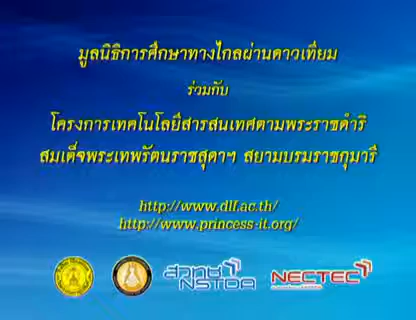 มูลนิธิการศึกษาทางไกลผ่านดาวเทียม
ร่วมกับ
โครงการเทคโนโลยีสารสนเทศตามพระราชดำริ
สมเด็จพระเทพรัตนราชสุดาฯ สยามบรมราชกุมารี
http://www.dlf.ac.th/
http://www.princess-it.org/
สวทช
NSTDA
NECTEC